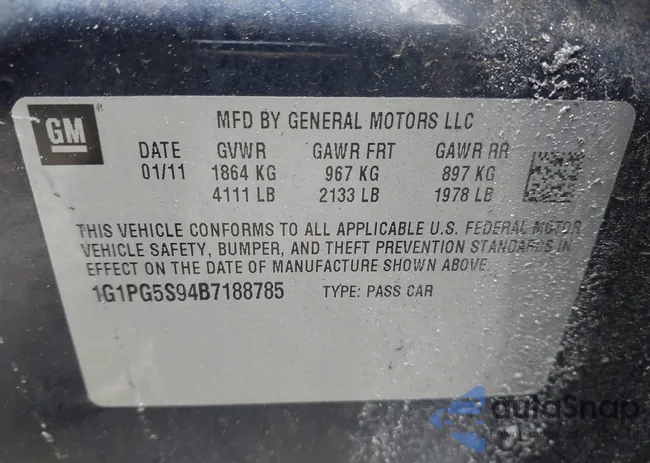 GM
MFD BY GENERAL MOTORS LLC
DATE GVWR GAWR FRT GAWR RR
01/11 1864 KG 967 KG 897 KG
4111 LB 2133 LB 1978 LB
THIS VEHICLE CONFORMS TO ALL APPLICABLE U.S. FEDERAL MOTOR
VEHICLE SAFETY, BUMPER, AND THEFT PREVENTION STANDARDS IN
EFFECT ON THE DATE OF MANUFACTURE SHOWN ABOVE.
1G1PG5S94B7188785 TYPE: PASS CAR
autoSnap